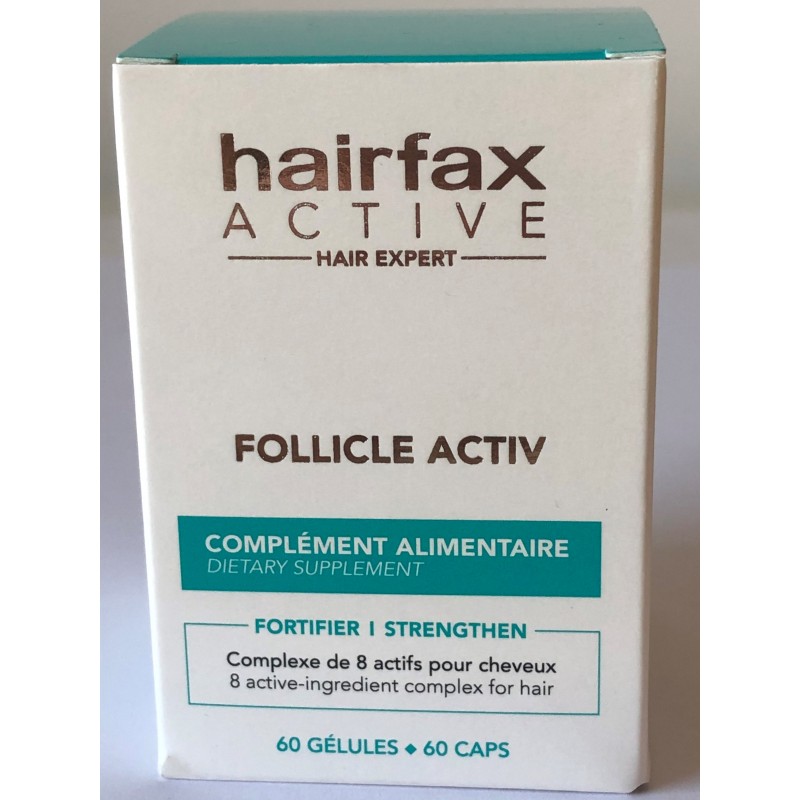 hairfax
ACTIVE
HAIR EXPERT
FOLLICLE ACTIV
COMPLÉMENT ALIMENTAIRE
DIETARY SUPPLEMENT
FORTIFIER I STRENGTHEN
Complexe de 8 actifs pour cheveux
8 active-ingredient complex for hair
60 GÉLULES ◆ 60 CAPS